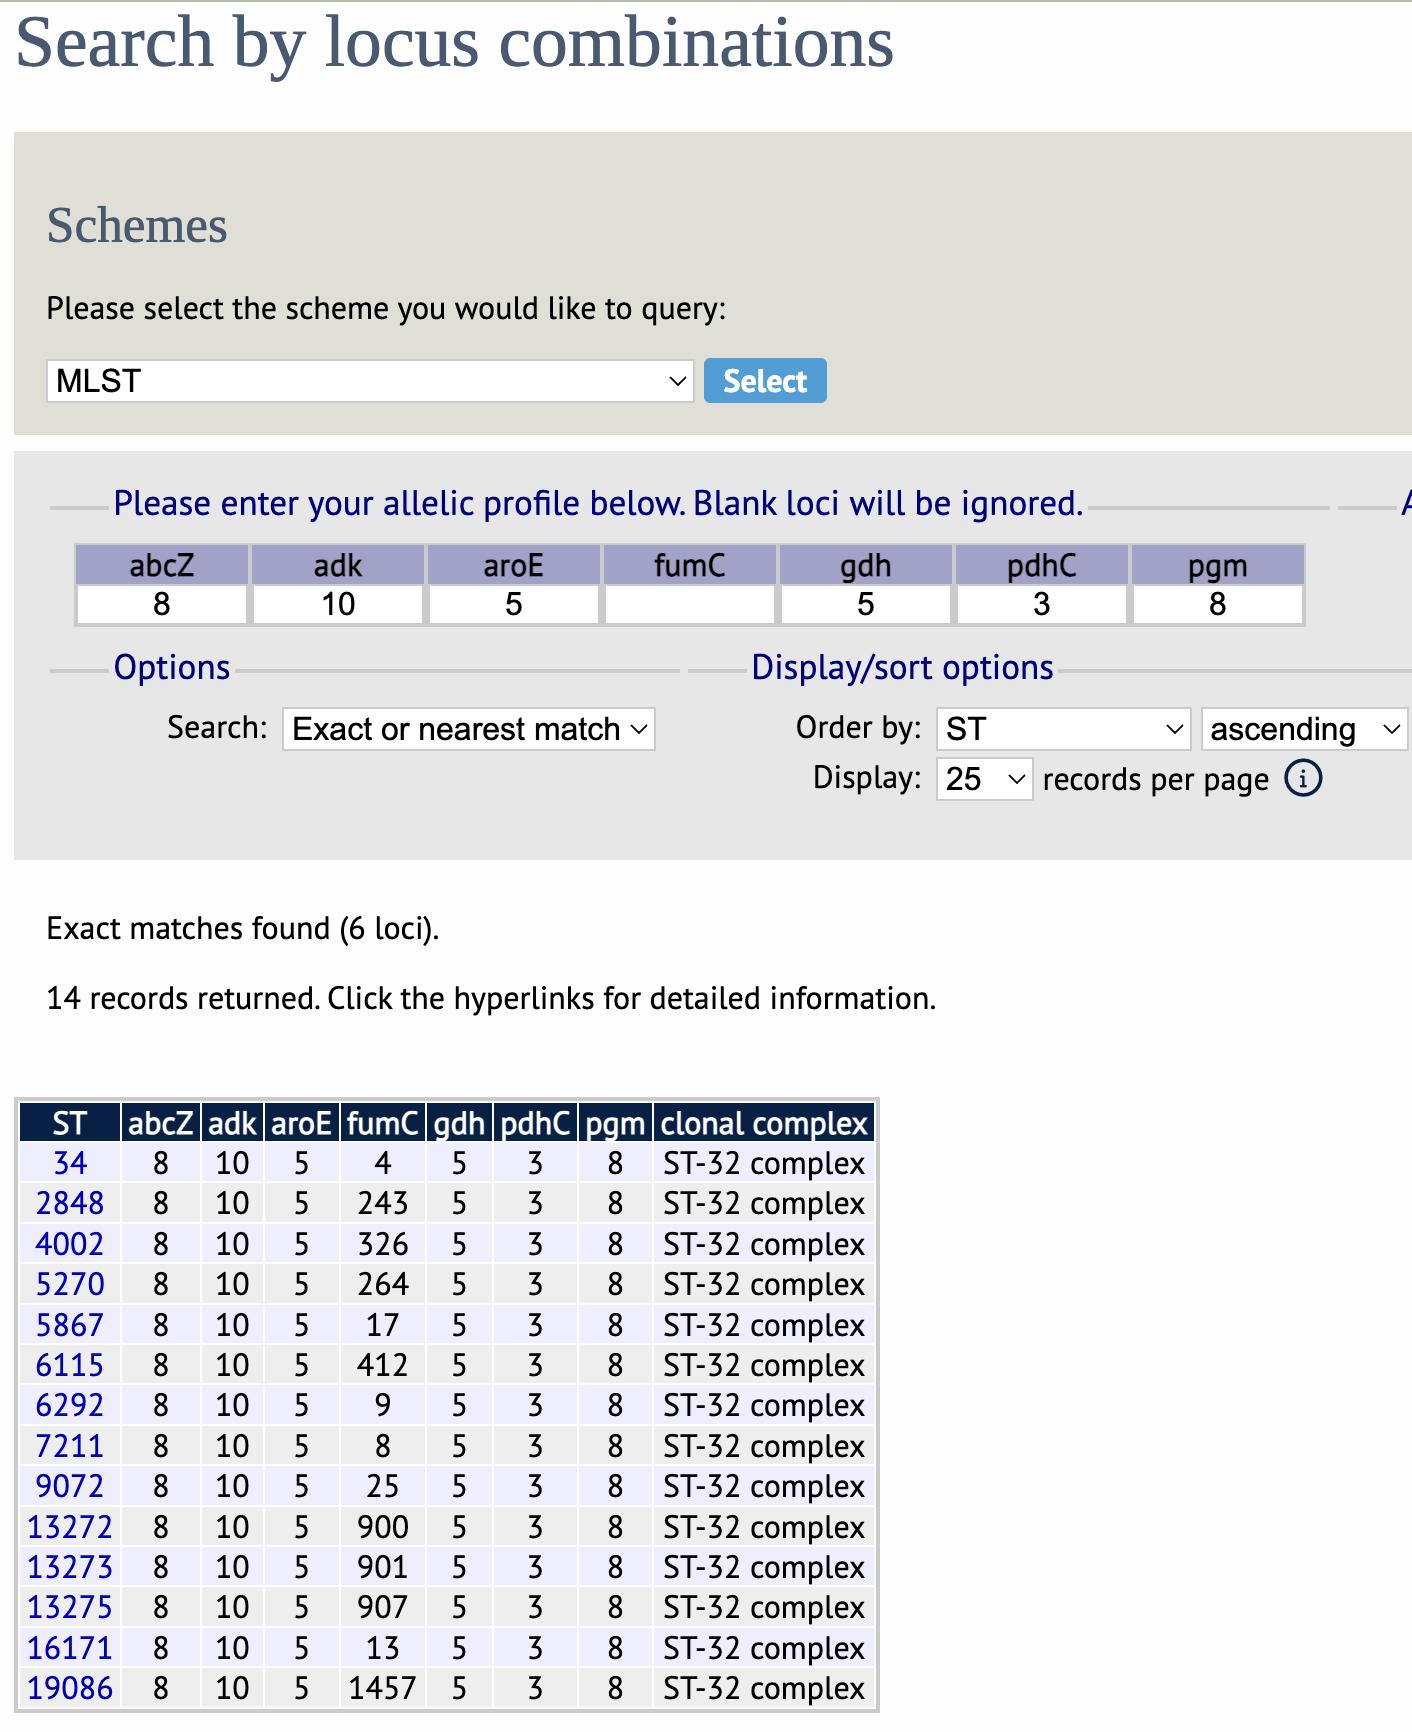 Search by locus combinations
Schemes
Please select the scheme you would like to query:
MLST Select
Please enter your allelic profile below. Blank loci will be ignored.
abcZ adk aroE fumC gdh pdhC pgm
8 10 5 5 3 8
Options Display/sort options
Search: Exact or nearest match Order by: ST ascending
Display: 25 records per page i
Exact matches found (6 loci).
14 records returned. Click the hyperlinks for detailed information.
ST abcZ adk aroE fumC gdh pdhC pgm clonal complex
34 8 10 5 4 5 3 8 ST-32 complex
2848 8 10 5 243 5 3 8 ST-32 complex
4002 8 10 5 326 5 3 8 ST-32 complex
5270 8 10 5 264 5 3 8 ST-32 complex
5867 8 10 5 17 5 3 8 ST-32 complex
6115 8 10 5 412 5 3 8 ST-32 complex
6292 8 10 5 9 5 3 8 ST-32 complex
7211 8 10 5 8 5 3 8 ST-32 complex
9072 8 10 5 25 5 3 8 ST-32 complex
13272 8 10 5 900 5 3 8 ST-32 complex
13273 8 10 5 901 5 3 8 ST-32 complex
13275 8 10 5 907 5 3 8 ST-32 complex
16171 8 10 5 13 5 3 8 ST-32 complex
19086 8 10 5 1457 5 3 8 ST-32 complex